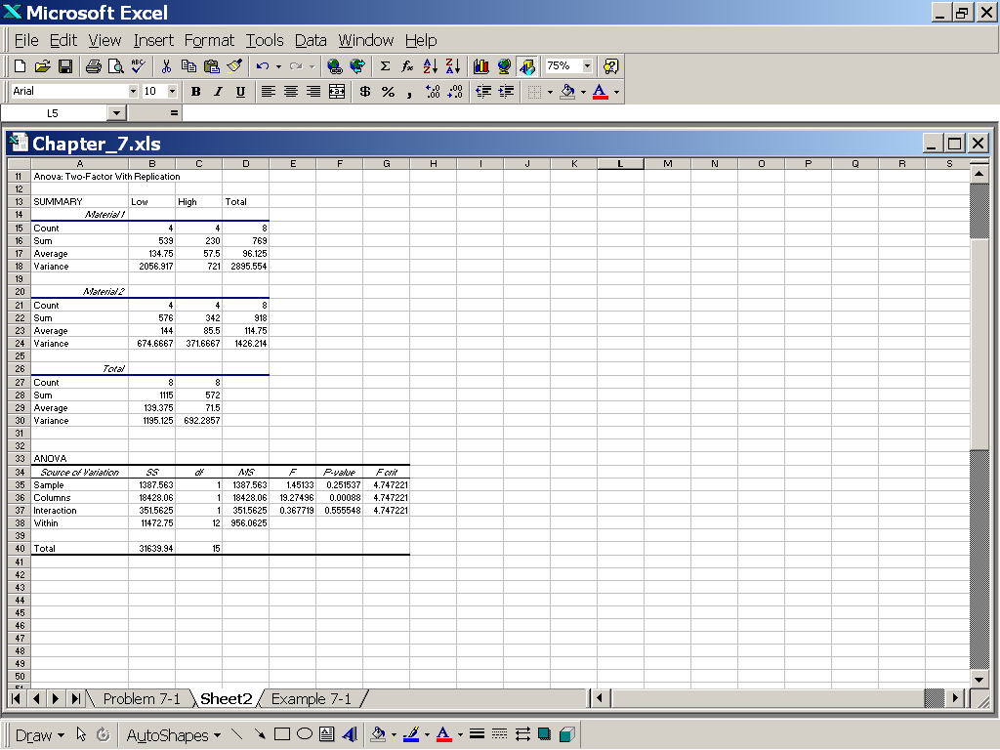 Microsoft Excel
File Edit View Insert Format Tools Data Window Help
75%
Arial 10 B I U $ % ,
L5 =
Chapter_7.xls
A B C D E F G H I J K L M N O P Q R S
11 Anova: Two-Factor With Replication
12
13 SUMMARY Low High Total
14 Material 1
15 Count 4 4 8
16 Sum 539 230 769
17 Average 134.75 57.5 96.125
18 Variance 2056.917 721 2895.554
19
20 Material 2
21 Count 4 4 8
22 Sum 576 342 918
23 Average 144 85.5 114.75
24 Variance 674.6667 371.6667 1426.214
25
26 Total
27 Count 8 8
28 Sum 1115 572
29 Average 139.375 71.5
30 Variance 1195.125 692.2857
31
32
33 ANOVA
34 Source of Variation SS df MS F P-value F crit
35 Sample 1387.563 1 1387.563 1.45133 0.251537 4.747221
36 Columns 18428.06 1 18428.06 19.27496 0.00088 4.747221
37 Interaction 351.5625 1 351.5625 0.367719 0.555548 4.747221
38 Within 11472.75 12 956.0625
39
40 Total 31639.94 15
41
42
43
44
45
46
47
48
49
50
Problem 7-1 Sheet2 Example 7-1
Draw AutoShapes